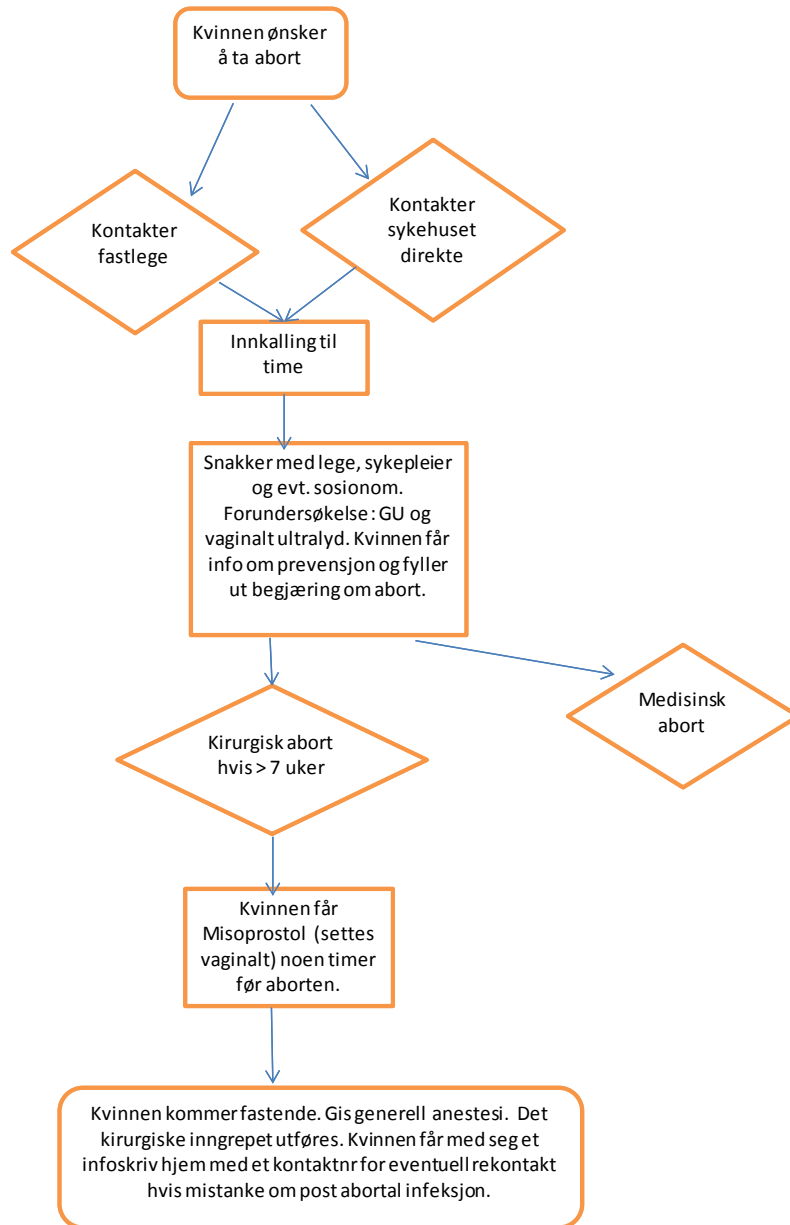 Kvinnen ønsker
å ta abort
Kontakter
fastlege
Kontakter
sykehuset
direkte
Innkalling til
time
Snakker med lege, sykepleier
og evt. sosionom.
Forundersøkelse: GU og
vaginalt ultralyd. Kvinnen får
info om prevensjon og fyller
ut begjæring om abort.
Kirurgisk abort
hvis > 7 uker
Medisinsk
abort
Kvinnen får
Misoprostol (settes
vaginalt) noen timer
før aborten.
Kvinnen kommer fastende. Gis generell anestesi. Det
kirurgiske inngrepet utføres. Kvinnen får med seg et
infoskriv hjem med et kontaktnr for eventuell rekontakt
hvis mistanke om post abortal infeksjon.